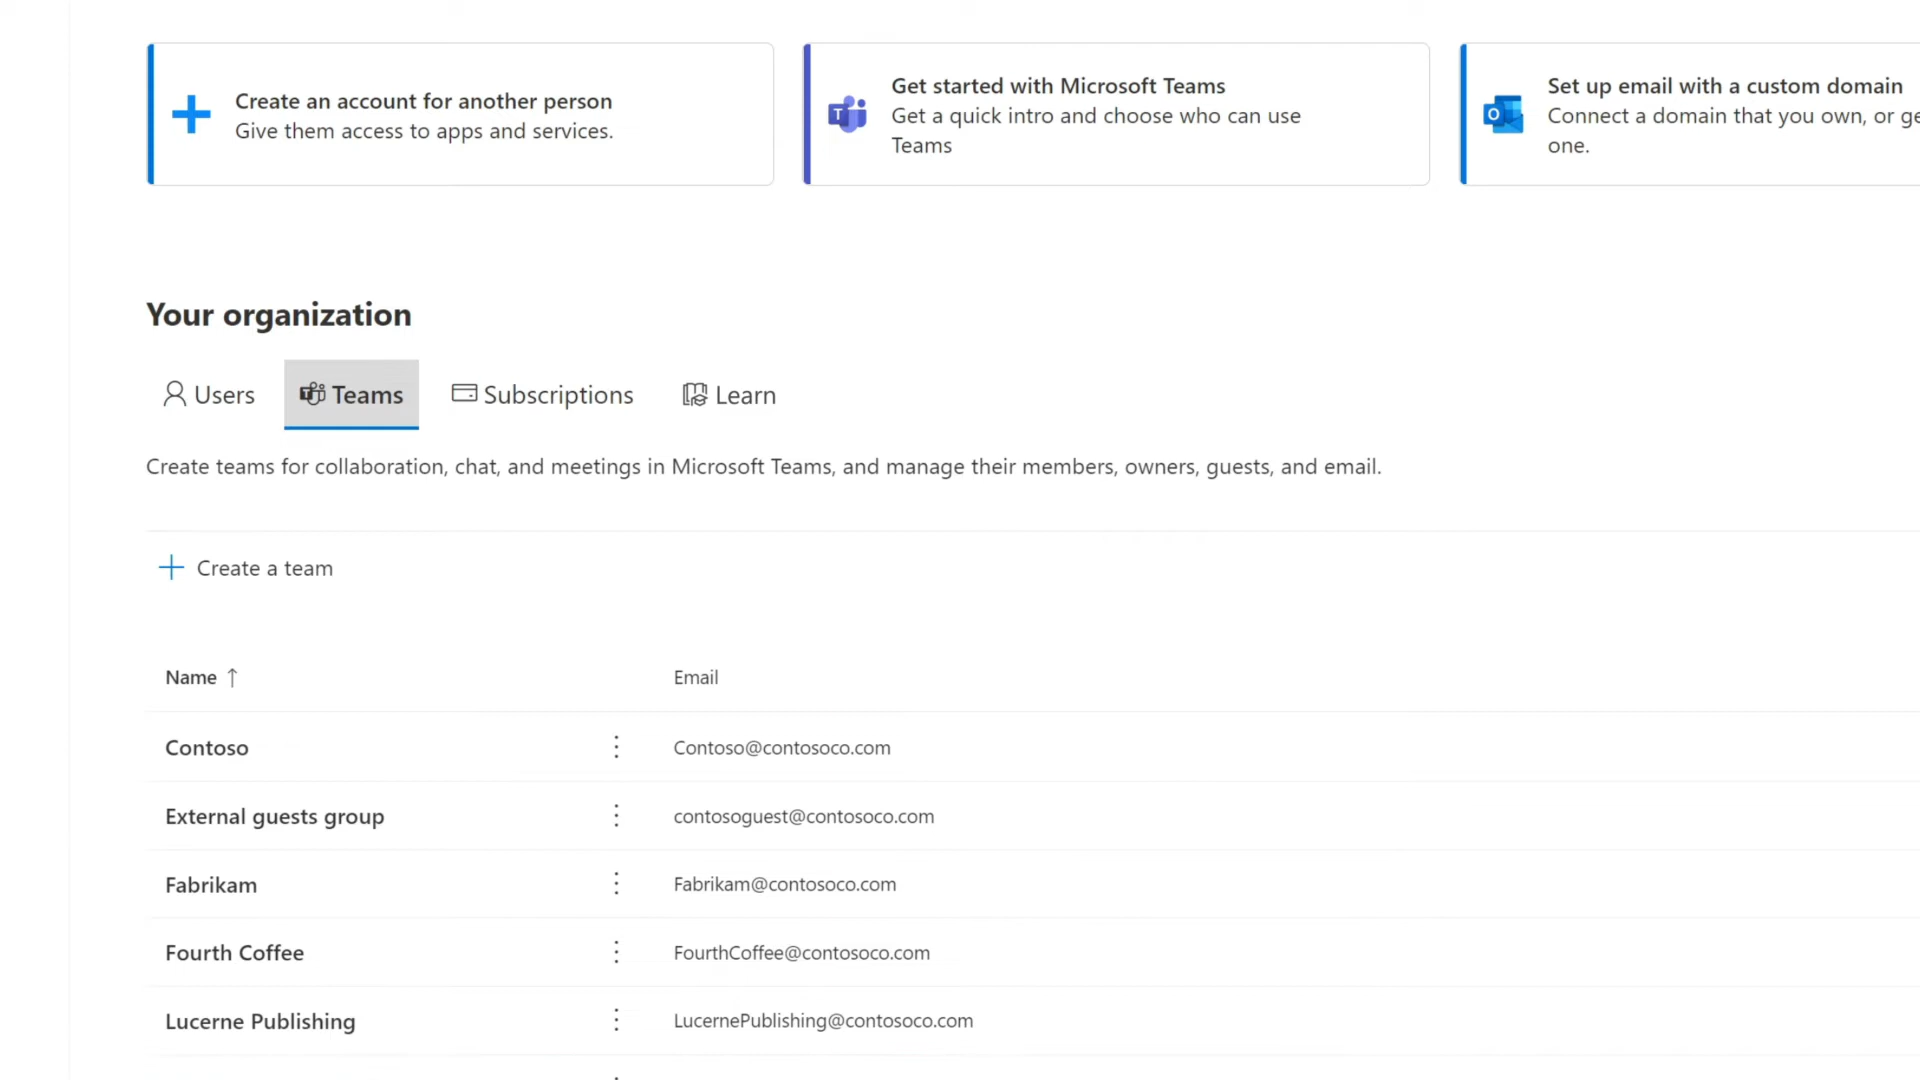 Create an account for another person
Give them access to apps and services.
Get started with Microsoft Teams
Get a quick intro and choose who can use
Teams
Set up email with a custom domain
Connect a domain that you own, or ge
one.
Your organization
Users
Teams
Subscriptions
Learn
Create teams for collaboration, chat, and meetings in Microsoft Teams, and manage their members, owners, guests, and email.
Create a team
Name ↑
Email
Contoso
Contoso@contosoco.com
External guests group
contosoguest@contosoco.com
Fabrikam
Fabrikam@contosoco.com
Fourth Coffee
FourthCoffee@contosoco.com
Lucerne Publishing
LucernePublishing@contosoco.com